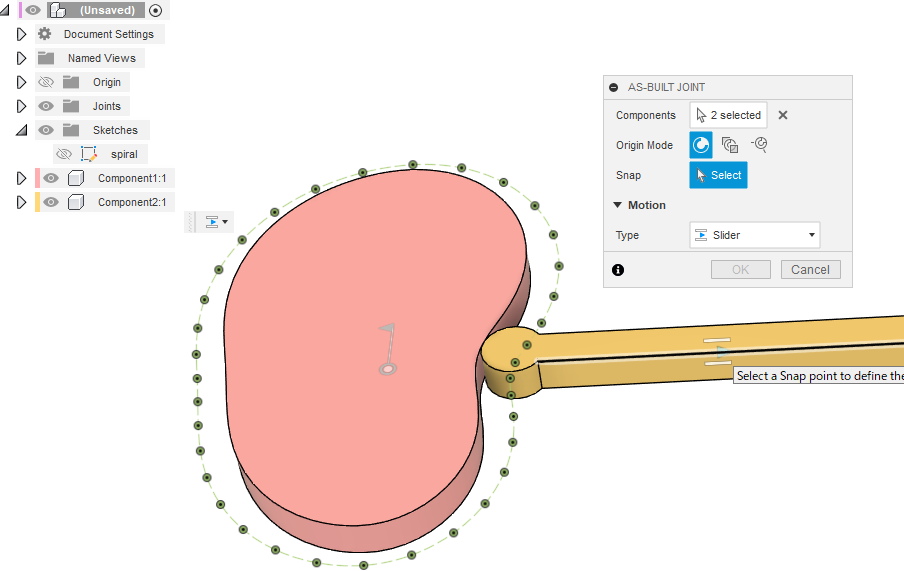 (Unsaved)
Document Settings
Named Views
Origin
Joints
Sketches
spiral
Component1:1
Component2:1
AS-BUILT JOINT
Components
2 selected
Origin Mode
Snap
Select
Motion
Type
Slider
OK
Cancel
Select a Snap point to define the